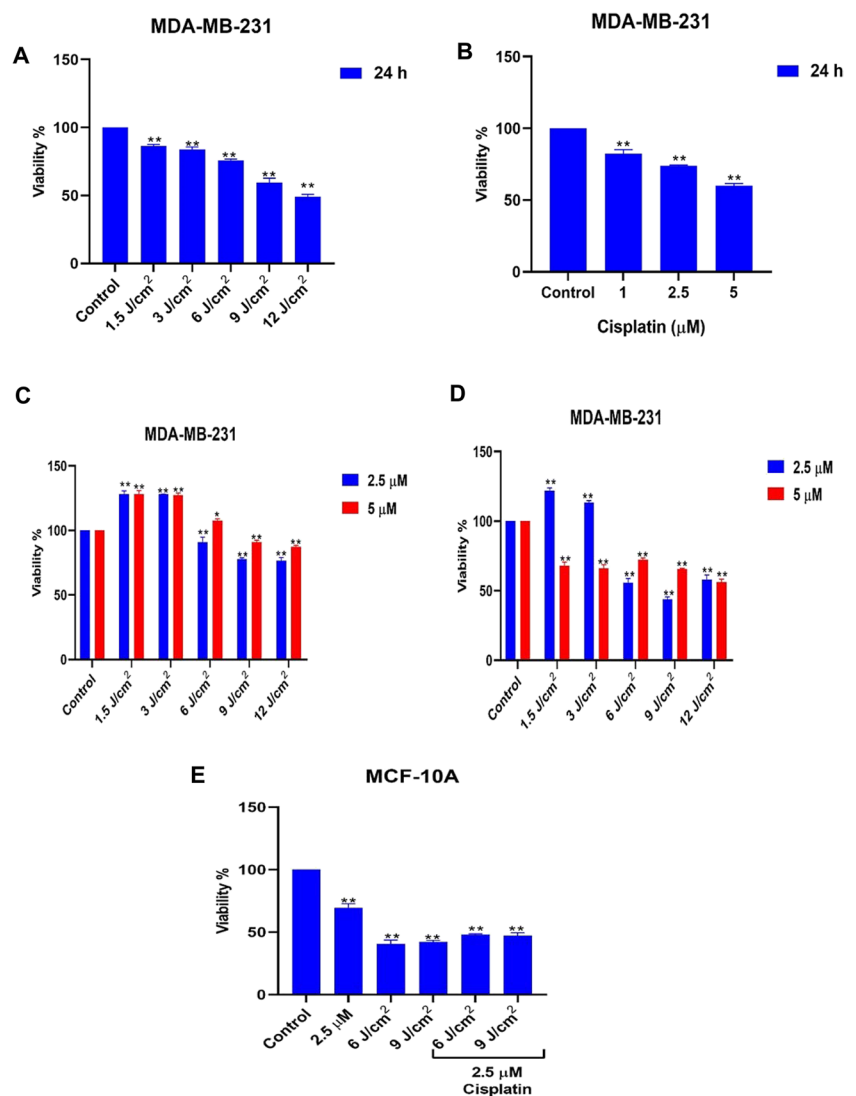 A
MDA-MB-231
24 h
Viability %
150
100
50
0
** ** ** ** **
Control
1.5 J/cm²
3 J/cm²
6 J/cm²
9 J/cm²
12 J/cm²
B
MDA-MB-231
24 h
Viability %
150
100
50
0
** ** **
Control 1 2.5 5
Cisplatin (μM)
C
MDA-MB-231
2.5 μM
5 μM
Viability %
150
100
50
0
** ** ** ** ** * ** ** ** **
Control
1.5 J/cm²
3 J/cm²
6 J/cm²
9 J/cm²
12 J/cm²
D
MDA-MB-231
2.5 μM
5 μM
Viability %
150
100
50
0
** ** ** ** ** ** ** ** ** **
Control
1.5 J/cm²
3 J/cm²
6 J/cm²
9 J/cm²
12 J/cm²
E
MCF-10A
Viability %
150
100
50
0
** ** ** ** **
Control
2.5 μM
6 J/cm²
9 J/cm²
6 J/cm²
9 J/cm²
2.5 μM
Cisplatin